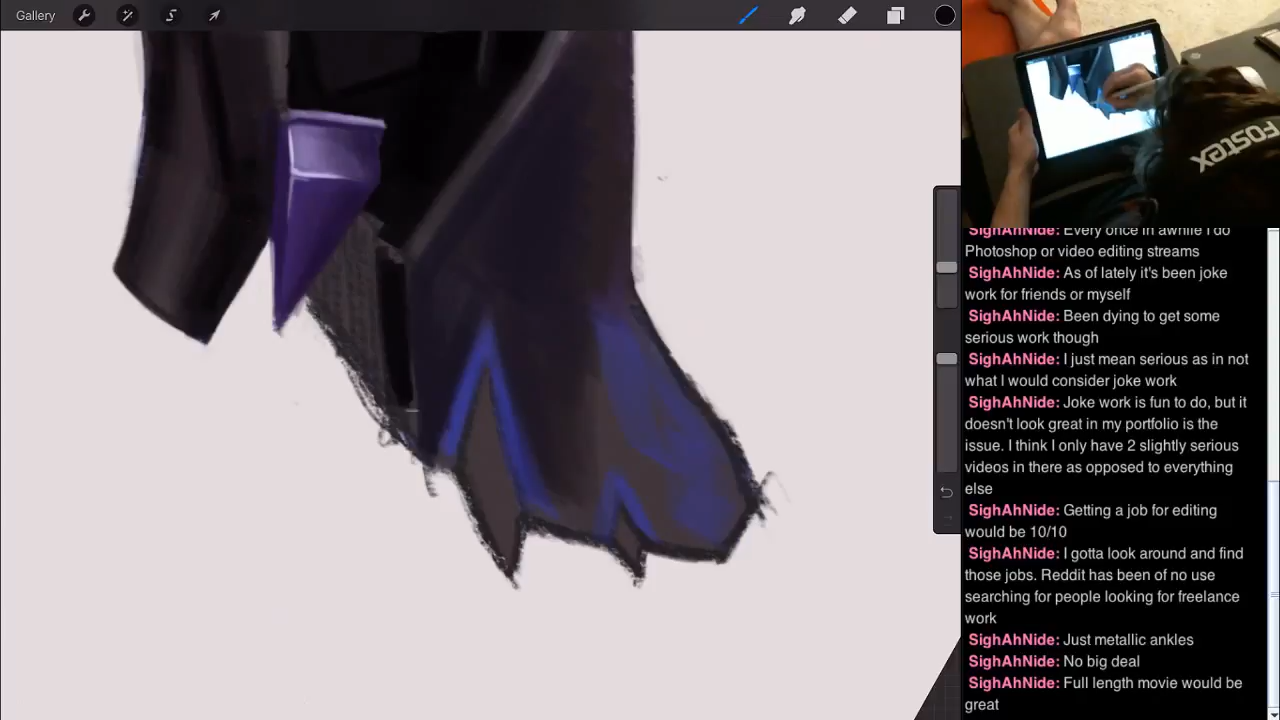 Gallery
FOSTEX
SighAhNide: Every once in awhile I do
Photoshop or video editing streams
SighAhNide: As of lately it's been joke
work for friends or myself
SighAhNide: Been dying to get some
serious work though
SighAhNide: I just mean serious as in not
what I would consider joke work
SighAhNide: Joke work is fun to do, but it
doesn't look great in my portfolio is the
issue. I think I only have 2 slightly serious
videos in there as opposed to everything
else
SighAhNide: Getting a job for editing
would be 10/10
SighAhNide: I gotta look around and find
those jobs. Reddit has been of no use
searching for people looking for freelance
work
SighAhNide: Just metallic ankles
SighAhNide: No big deal
SighAhNide: Full length movie would be
great